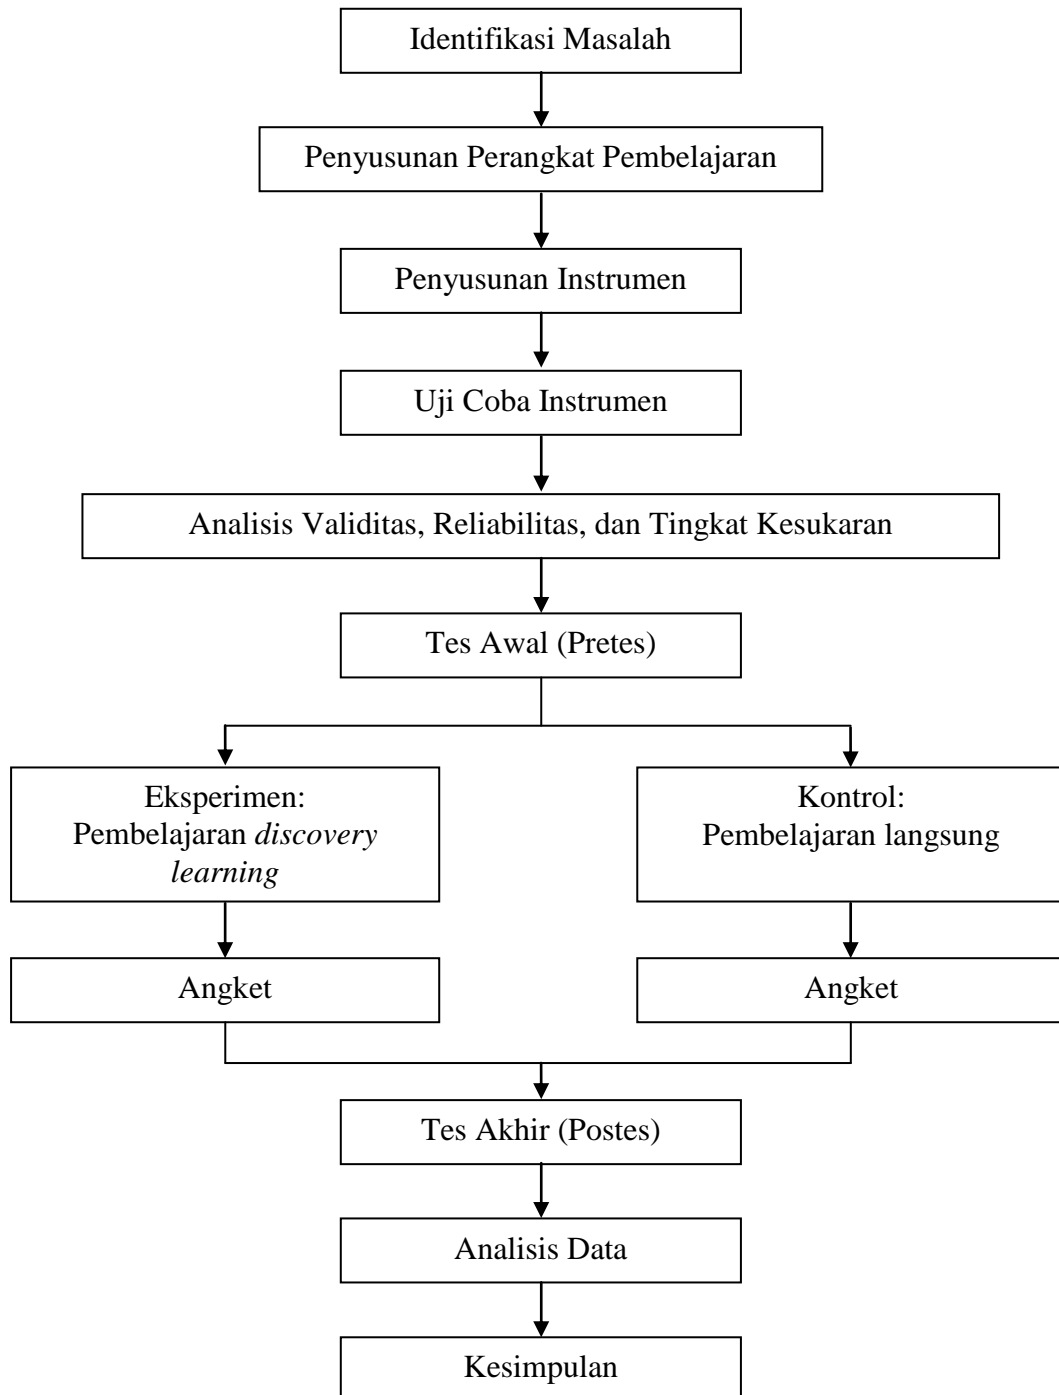 Identifikasi Masalah
Penyusunan Perangkat Pembelajaran
Penyusunan Instrumen
Uji Coba Instrumen
Analisis Validitas, Reliabilitas, dan Tingkat Kesukaran
Tes Awal (Pretes)
Eksperimen:
Pembelajaran discovery
learning
Kontrol:
Pembelajaran langsung
Angket
Angket
Tes Akhir (Postes)
Analisis Data
Kesimpulan